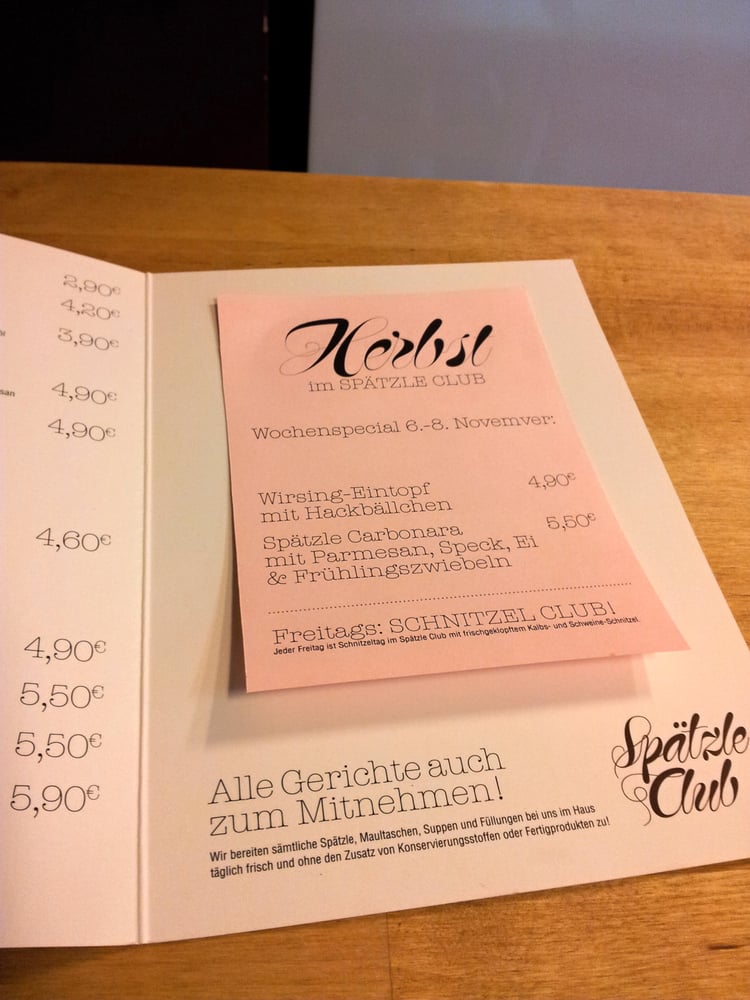 2,90€
4,20€
3,90€
san
4,90€
4,90€
4,60€
4,90€
5,50€
5,50€
5,90€
Herbst
im SPÄTZLE CLUB
Wochenspecial 6.-8. Novemver:
Wirsing-Eintopf 4,90€
mit Hackbällchen
Spätzle Carbonara 5,50€
mit Parmesan, Speck, Ei
& Frühlingszwiebeln
Freitags: SCHNITZEL CLUB!
Jeder Freitag ist Schnitzeltag im Spätzle Club mit frischgeklopftem Kalbs- und Schweine-Schnitzel.
Alle Gerichte auch
zum Mitnehmen!
Wir bereiten sämtliche Spätzle, Maultaschen, Suppen und Füllungen bei uns im Haus
täglich frisch und ohne den Zusatz von Konservierungsstoffen oder Fertigprodukten zu!
Spätzle
Club